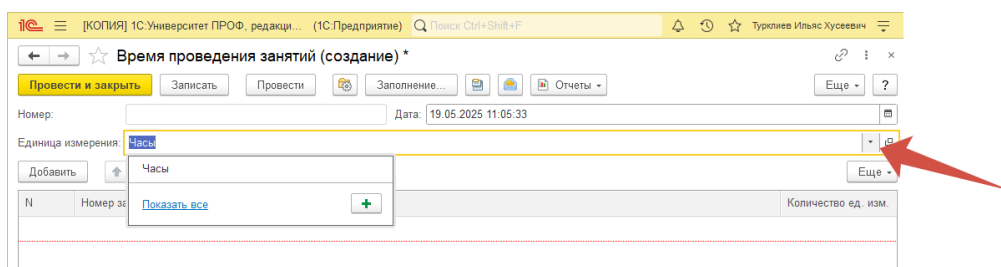 [КОПИЯ] 1С:Университет ПРОФ, редакци... (1С:Предприятие) Поиск Ctrl+Shift+F Турклиев Ильяс Хусеевич
Время проведения занятий (создание) *
Провести и закрыть Записать Провести Заполнение... Отчеты Еще ?
Номер: Дата: 19.05.2025 11:05:33
Единица измерения: Часы
Добавить Часы Еще
N Номер за Показать все Количество ед. изм.